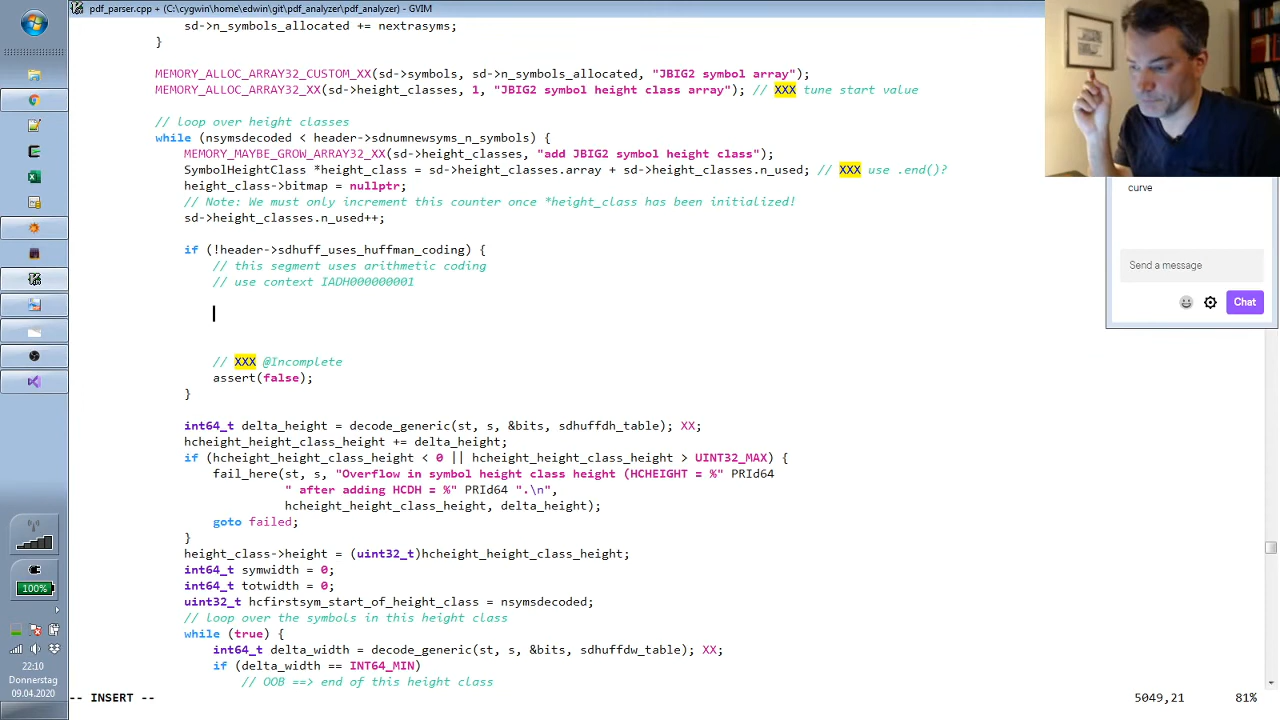 pdf_parser.cpp + (C:\cygwin\home\edwin\git\pdf_analyzer\pdf_analyzer) - GVIM
sd->n_symbols_allocated += nextrasyms;
}
MEMORY_ALLOC_ARRAY32_CUSTOM_XX(sd->symbols, sd->n_symbols_allocated, "JBIG2 symbol array");
MEMORY_ALLOC_ARRAY32_XX(sd->height_classes, 1, "JBIG2 symbol height class array"); // XXX tune start value
// loop over height classes
while (nsymsdecoded < header->sdnumnewsyms_n_symbols) {
MEMORY_MAYBE_GROW_ARRAY32_XX(sd->height_classes, "add JBIG2 symbol height class");
SymbolHeightClass *height_class = sd->height_classes.array + sd->height_classes.n_used; // XXX use .end()?
height_class->bitmap = nullptr;
// Note: We must only increment this counter once *height_class has been initialized!
sd->height_classes.n_used++;
if (!header->sdhuff_uses_huffman_coding) {
// this segment uses arithmetic coding
// use context IADH000000001
// XXX @Incomplete
assert(false);
}
int64_t delta_height = decode_generic(st, s, &bits, sdhuffdh_table); XX;
hcheight_height_class_height += delta_height;
if (hcheight_height_class_height < 0 || hcheight_height_class_height > UINT32_MAX) {
fail_here(st, s, "Overflow in symbol height class height (HCHEIGHT = %" PRId64
" after adding HCDH = %" PRId64 ".\n",
hcheight_height_class_height, delta_height);
goto failed;
}
height_class->height = (uint32_t)hcheight_height_class_height;
int64_t symwidth = 0;
int64_t totwidth = 0;
uint32_t hcfirstsym_start_of_height_class = nsymsdecoded;
// loop over the symbols in this height class
while (true) {
int64_t delta_width = decode_generic(st, s, &bits, sdhuffdw_table); XX;
if (delta_width == INT64_MIN)
// OOB ==> end of this height class
-- INSERT --
5049,21
81%
curve
Send a message
Chat
100%
22:10
Donnerstag
09.04.2020